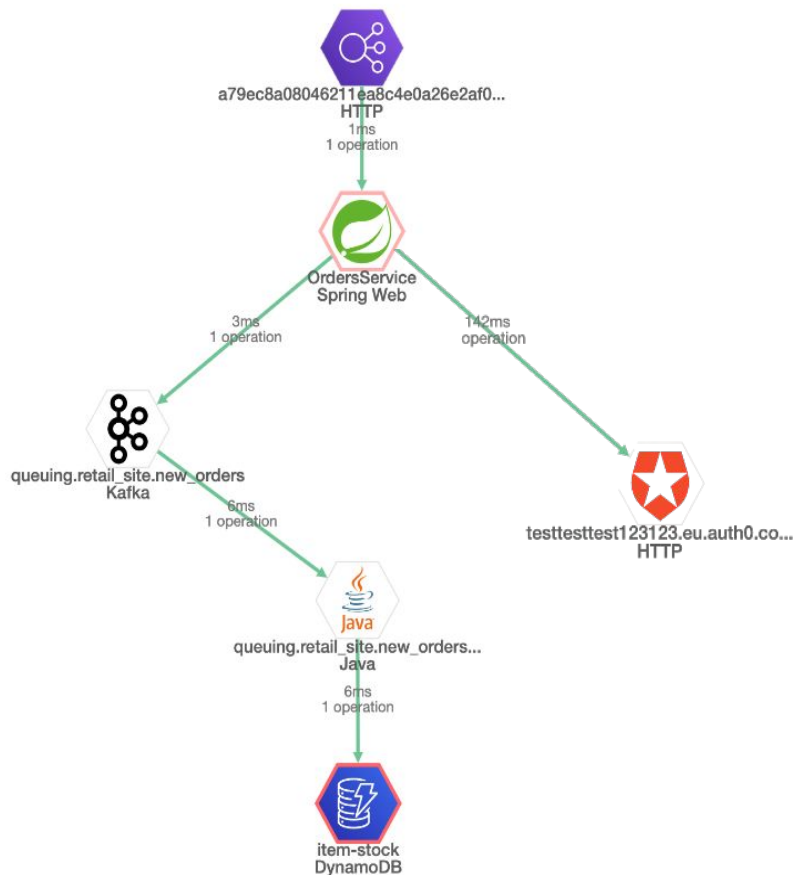 a79ec8a08046211ea8c4e0a26e2af0...
HTTP
1ms
1 operation
OrdersService
Spring Web
3ms
1 operation
142ms
operation
queuing.retail_site.new_orders
Kafka
6ms
1 operation
testtesttest123123.eu.auth0.co...
HTTP
Java
queuing.retail_site.new_orders...
Java
6ms
1 operation
item-stock
DynamoDB